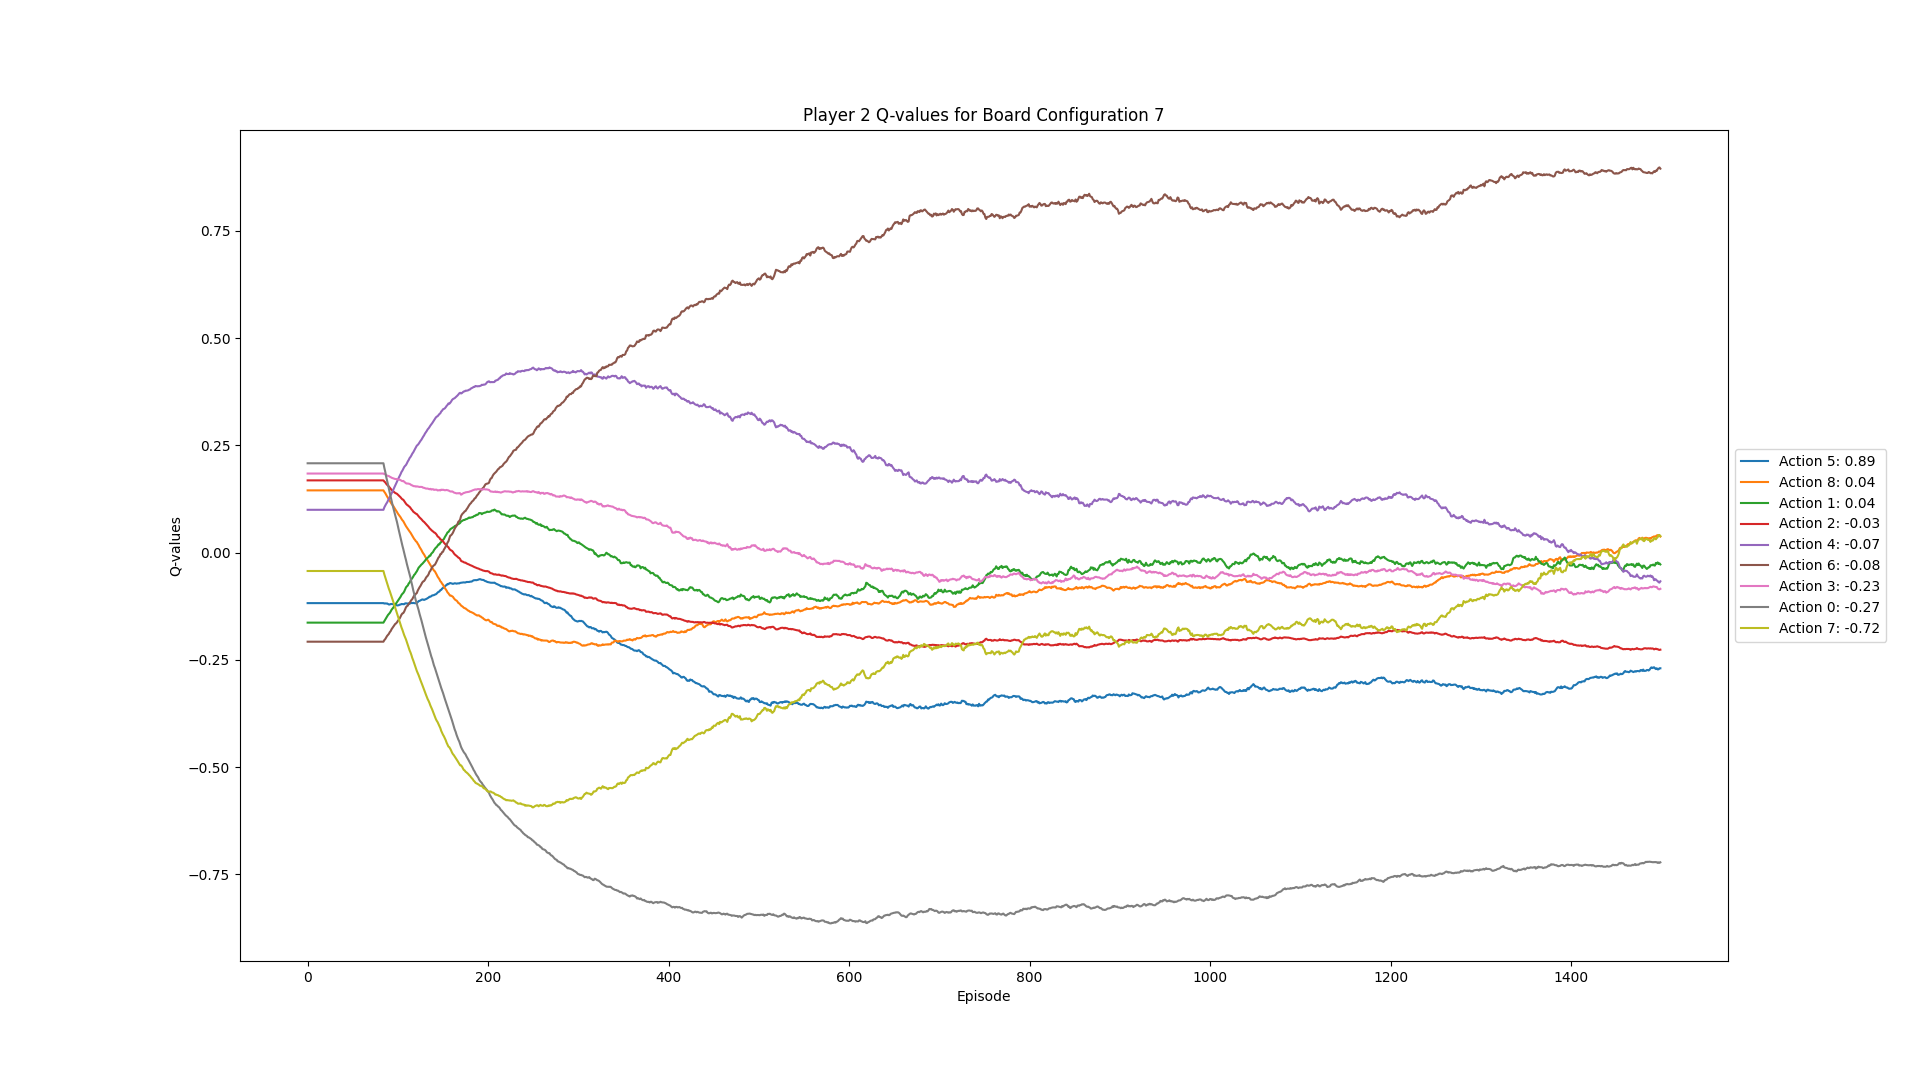 Player 2 Q-values for Board Configuration 7
Q-values
0.75
0.50
0.25
0.00
−0.25
−0.50
−0.75
0
200
400
600
800
1000
1200
1400
Episode
Action 5: 0.89
Action 8: 0.04
Action 1: 0.04
Action 2: -0.03
Action 4: -0.07
Action 6: -0.08
Action 3: -0.23
Action 0: -0.27
Action 7: -0.72